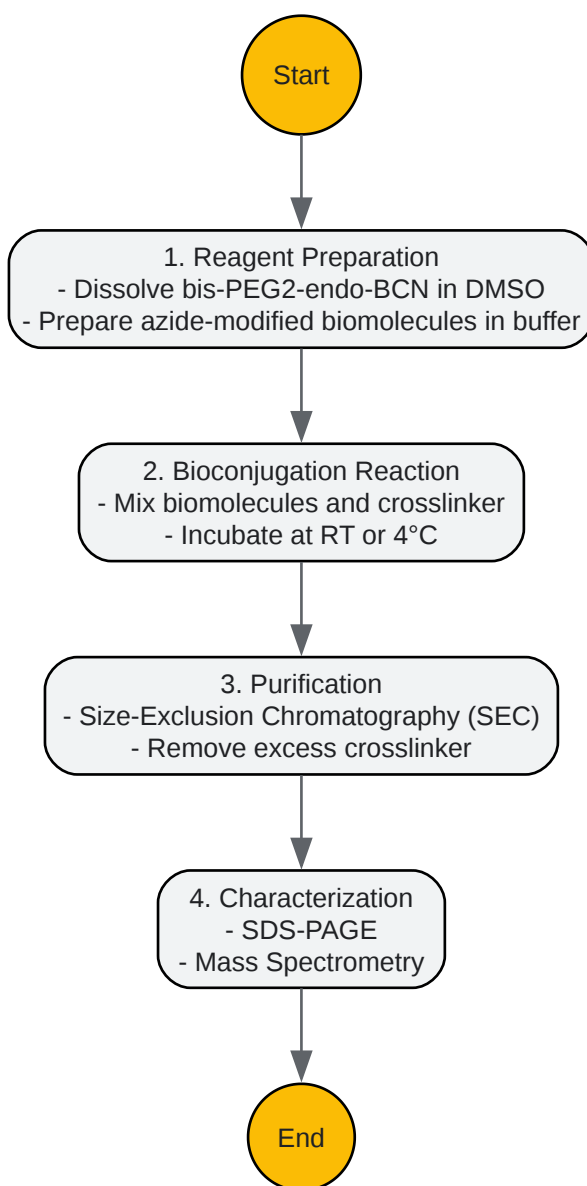 Start
1. Reagent Preparation
- Dissolve bis-PEG2-endo-BCN in DMSO
- Prepare azide-modified biomolecules in buffer
2. Bioconjugation Reaction
- Mix biomolecules and crosslinker
- Incubate at RT or 4°C
3. Purification
- Size-Exclusion Chromatography (SEC)
- Remove excess crosslinker
4. Characterization
- SDS-PAGE
- Mass Spectrometry
End